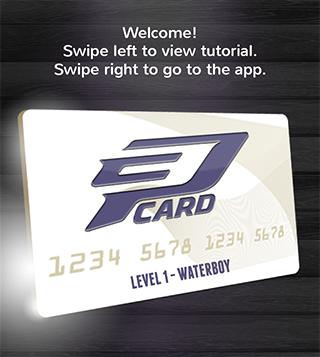 Welcome!
Swipe left to view tutorial.
Swipe right to go to the app.
CARD
1234 5678 1234 5678
LEVEL 1 - WATERBOY